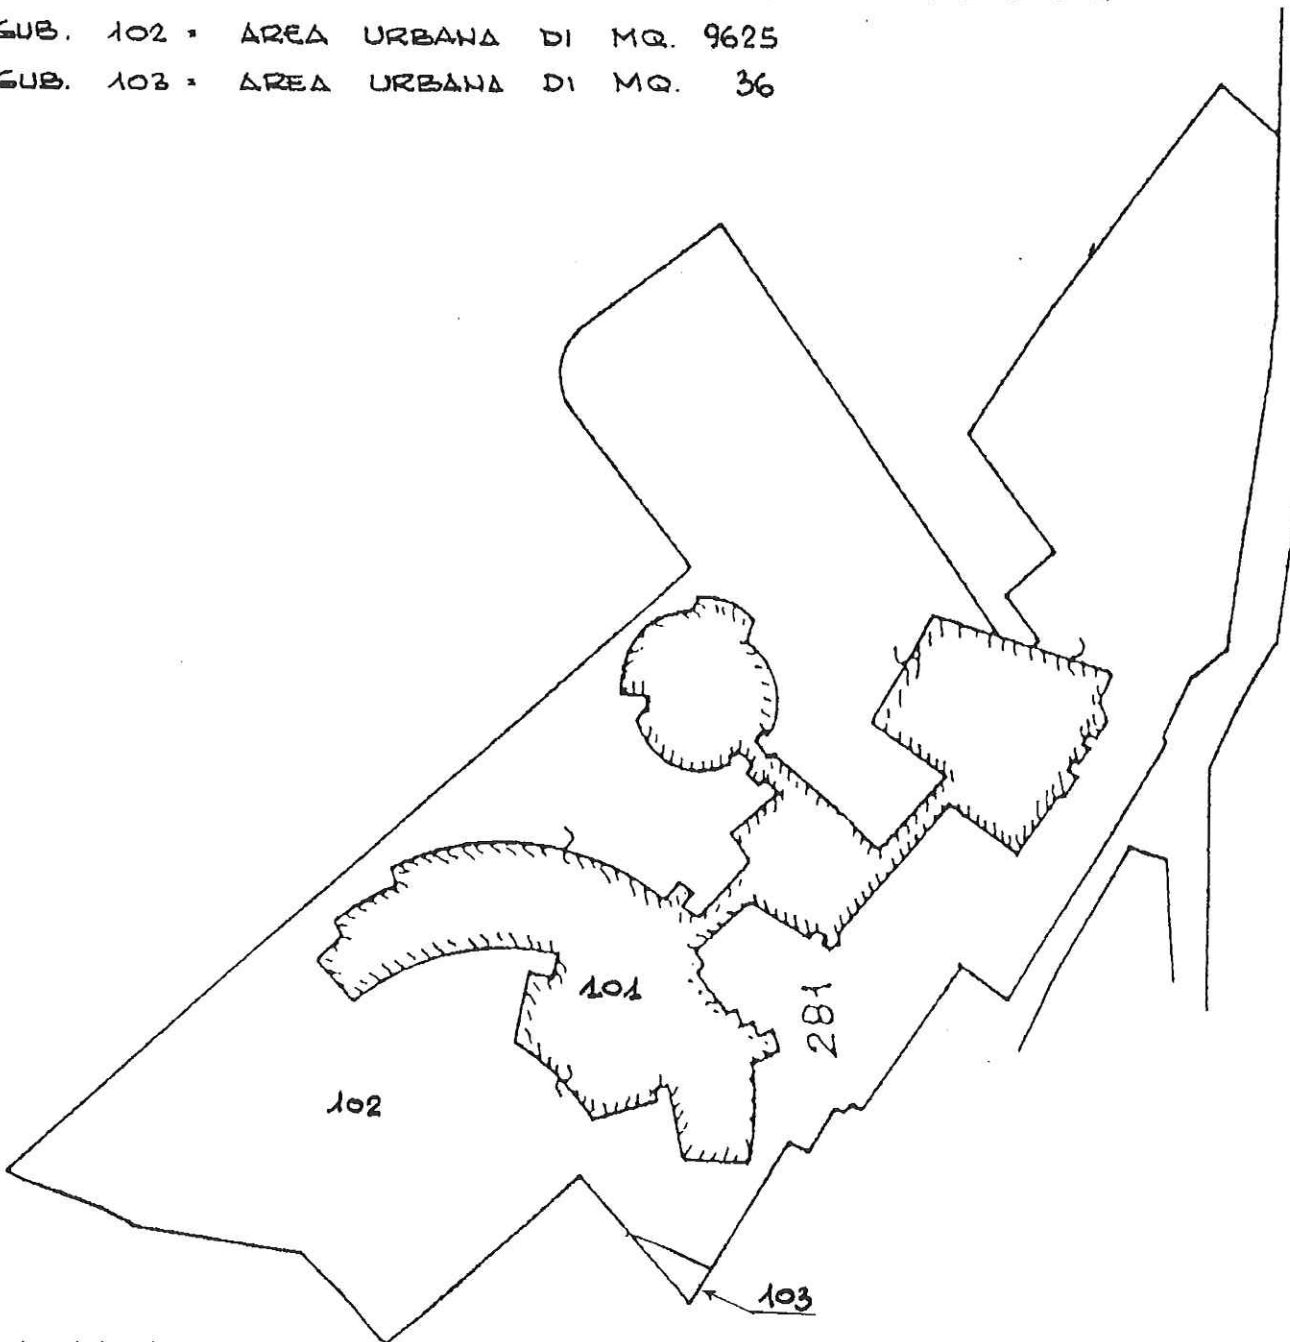 SUB. 102 = AREA URBANA DI MQ. 9625
SUB. 103 = AREA URBANA DI MQ. 36
101
281
102
103